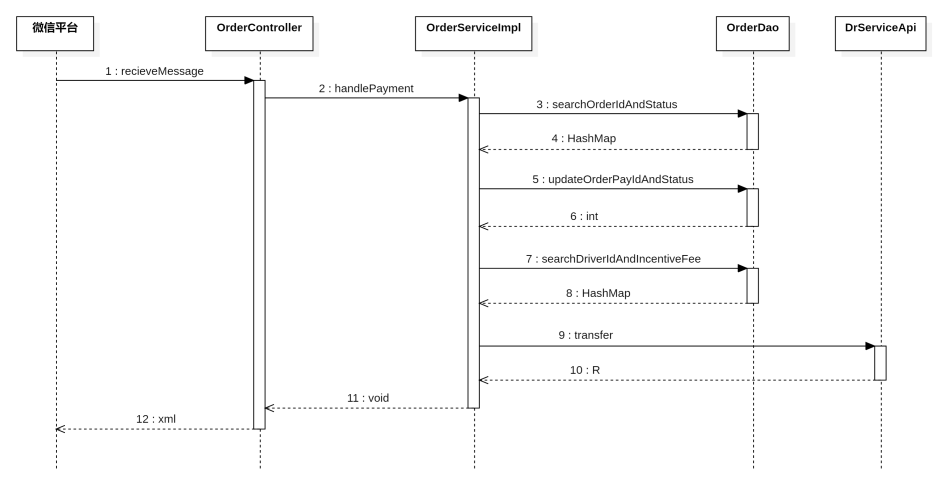 微信平台
OrderController
OrderServiceImpl
OrderDao
DrServiceApi
1 : recieveMessage
2 : handlePayment
3 : searchOrderIdAndStatus
4 : HashMap
5 : updateOrderPayIdAndStatus
6 : int
7 : searchDriverIdAndIncentiveFee
8 : HashMap
9 : transfer
10 : R
11 : void
12 : xml